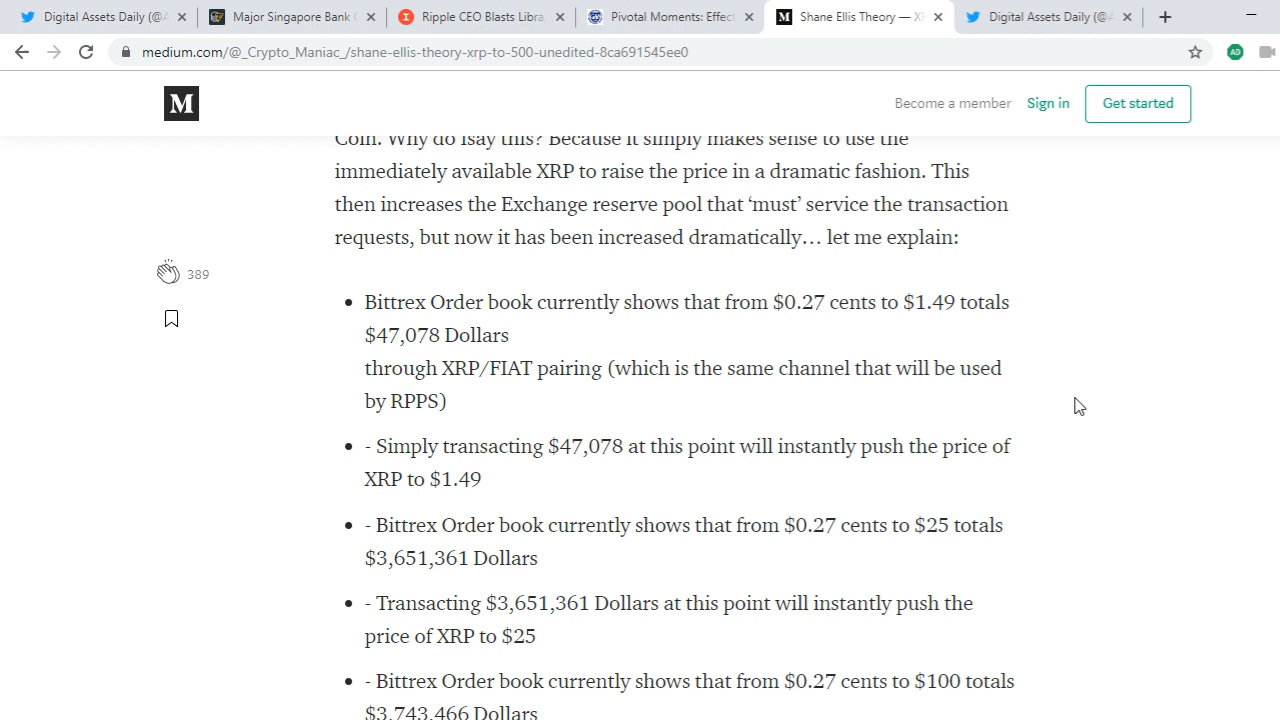 Digital Assets Daily (@A
Major Singapore Bank C
Ripple CEO Blasts Libra,
Pivotal Moments: Effect
Shane Ellis Theory — XR
Digital Assets Daily (@A
medium.com/@_Crypto_Maniac_/shane-ellis-theory-xrp-to-500-unedited-8ca691545ee0
AD
M
Become a member
Sign in
Get started
Coin. Why do Isay this? Because it simply makes sense to use the
immediately available XRP to raise the price in a dramatic fashion. This
then increases the Exchange reserve pool that ‘must’ service the transaction
requests, but now it has been increased dramatically… let me explain:
389
• Bittrex Order book currently shows that from $0.27 cents to $1.49 totals
$47,078 Dollars
through XRP/FIAT pairing (which is the same channel that will be used
by RPPS)
• - Simply transacting $47,078 at this point will instantly push the price of
XRP to $1.49
• - Bittrex Order book currently shows that from $0.27 cents to $25 totals
$3,651,361 Dollars
• - Transacting $3,651,361 Dollars at this point will instantly push the
price of XRP to $25
• - Bittrex Order book currently shows that from $0.27 cents to $100 totals
$3,743,466 Dollars